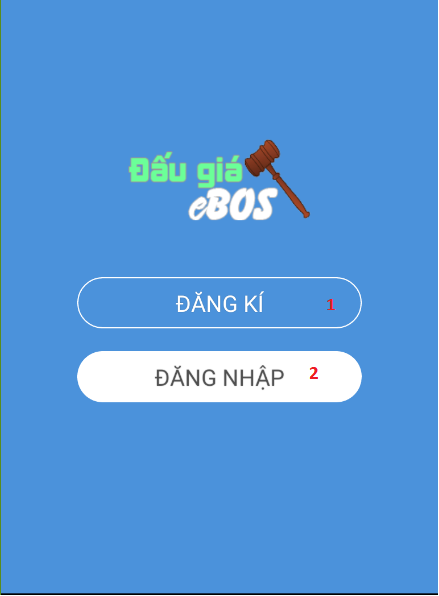 Đấu giá
eBOS
ĐĂNG KÍ 1
ĐĂNG NHẬP 2